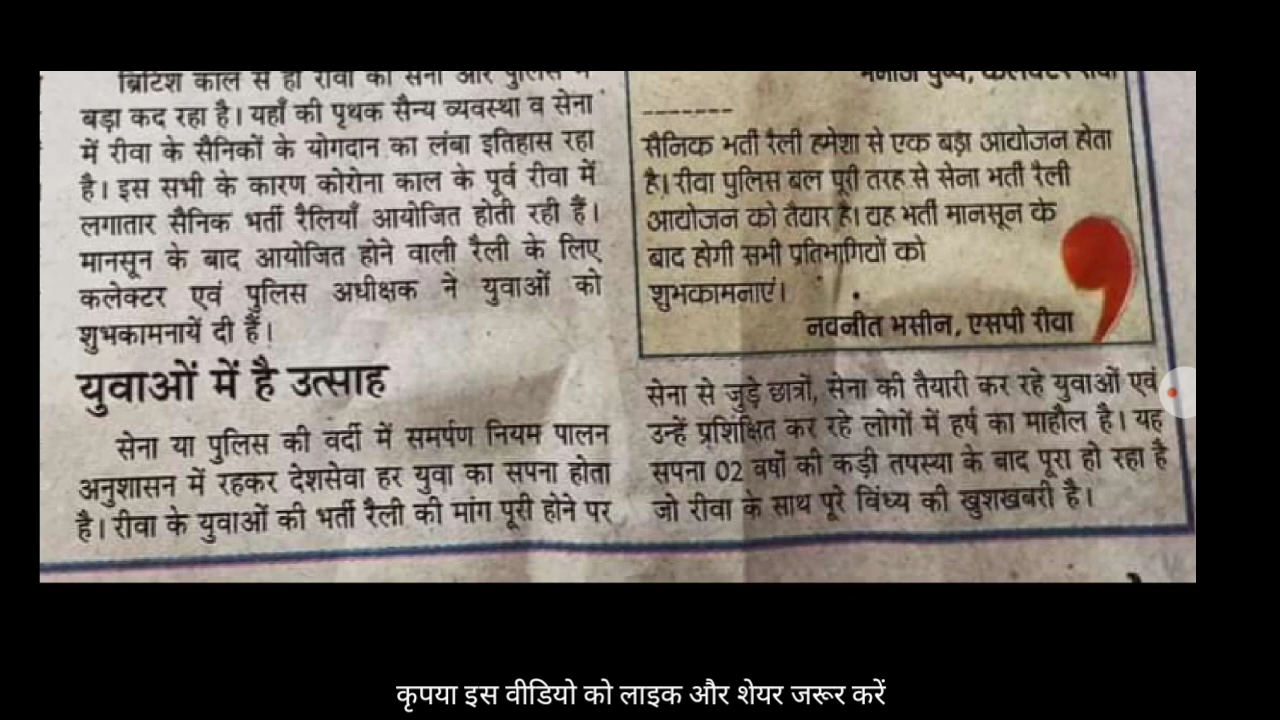 ब्रिटिश काल से ही रीवा का सेना और पुलिस में
बड़ा कद रहा है। यहाँ की पृथक सैन्य व्यवस्था व सेना
में रीवा के सैनिकों के योगदान का लंबा इतिहास रहा
है। इस सभी के कारण कोरोना काल के पूर्व रीवा में
लगातार सैनिक भर्ती रैलियाँ आयोजित होती रही हैं।
मानसून के बाद आयोजित होने वाली रैली के लिए
कलेक्टर एवं पुलिस अधीक्षक ने युवाओं को
शुभकामनायें दी हैं।
युवाओं में है उत्साह
सेना या पुलिस की वर्दी में समर्पण नियम पालन
अनुशासन में रहकर देशसेवा हर युवा का सपना होता
है। रीवा के युवाओं की भर्ती रैली की मांग पूरी होने पर
मनोज पुष्प, कलेक्टर रीवा
-------
सैनिक भर्ती रैली हमेशा से एक बड़ा आयोजन होता
है। रीवा पुलिस बल पूरी तरह से सेना भर्ती रैली
आयोजन को तैयार है। यह भर्ती मानसून के
बाद होगी सभी प्रतिभागियों को
शुभकामनाएं।
नवनीत भसीन, एसपी रीवा
सेना से जुड़े छात्रों, सेना की तैयारी कर रहे युवाओं एवं
उन्हें प्रशिक्षित कर रहे लोगों में हर्ष का माहौल है। यह
सपना 02 वर्षों की कड़ी तपस्या के बाद पूरा हो रहा है
जो रीवा के साथ पूरे विंध्य की खुशखबरी है।
कृपया इस वीडियो को लाइक और शेयर जरूर करें